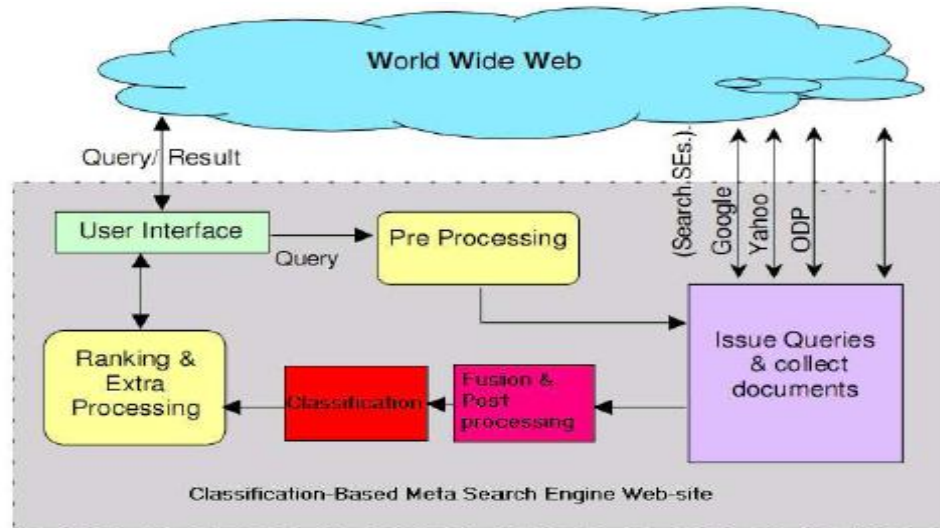 World Wide Web
Query/ Result
(Search.SEs.)
Google
Yahoo
ODP
User Interface
Query
Pre Processing
Issue Queries
& collect
documents
Ranking &
Extra
Processing
Classification
Fusion &
Post
processing
Classification-Based Meta Search Engine Web-site